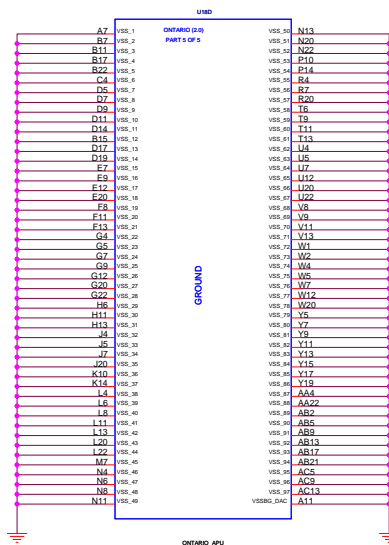 U18D
A7 VSS_1 ONTARIO (2.0) VSS_50 N13
B7 VSS_2 PART 5 OF 5 VSS_51 N20
B11 VSS_3 VSS_52 N22
B17 VSS_4 VSS_53 P10
B22 VSS_5 VSS_54 P14
C4 VSS_6 VSS_55 R4
D5 VSS_7 VSS_56 R7
D7 VSS_8 VSS_57 R20
D9 VSS_9 VSS_58 T6
D11 VSS_10 VSS_59 T9
D14 VSS_11 VSS_60 T11
B15 VSS_12 VSS_61 T13
D17 VSS_13 VSS_62 U4
D19 VSS_14 VSS_63 U5
E7 VSS_15 VSS_64 U7
E9 VSS_16 VSS_65 U12
E12 VSS_17 VSS_66 U20
E20 VSS_18 VSS_67 U22
F8 VSS_19 VSS_68 V8
F11 VSS_20 VSS_69 V9
F13 VSS_21 VSS_70 V11
G4 VSS_22 VSS_71 V13
G5 VSS_23 VSS_72 W1
G7 VSS_24 VSS_73 W2
G9 VSS_25 VSS_74 W4
G12 VSS_26 VSS_75 W5
G20 VSS_27 VSS_76 W7
G22 VSS_28 VSS_77 W12
H6 VSS_29 VSS_78 W20
H11 VSS_30 VSS_79 Y5
H13 VSS_31 VSS_80 Y7
J4 VSS_32 VSS_81 Y9
J5 VSS_33 VSS_82 Y11
J7 VSS_34 VSS_83 Y13
J20 VSS_35 VSS_84 Y15
K10 VSS_36 VSS_85 Y17
K14 VSS_37 VSS_86 Y19
L4 VSS_38 VSS_87 AA4
L6 VSS_39 VSS_88 AA22
L8 VSS_40 VSS_89 AB2
L11 VSS_41 VSS_90 AB5
L13 VSS_42 VSS_91 AB9
L20 VSS_43 VSS_92 AB13
L22 VSS_44 VSS_93 AB17
M7 VSS_45 VSS_94 AB21
N4 VSS_46 VSS_95 AC5
N6 VSS_47 VSS_96 AC9
N8 VSS_48 VSS_97 AC13
N11 VSS_49 VSSBG_DAC A11
GROUND
ONTARIO_APU